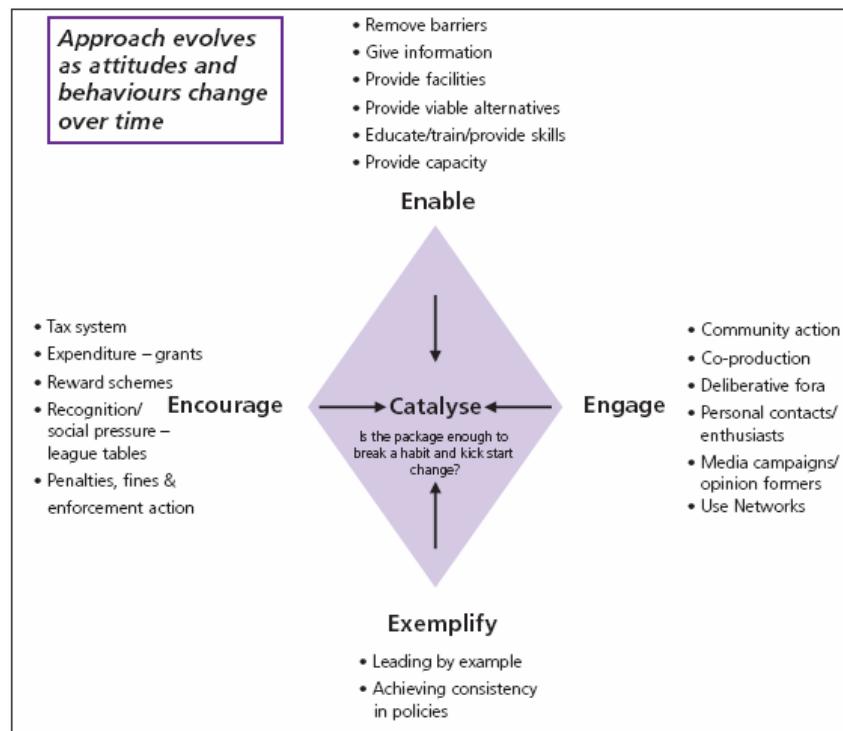 Approach evolves
as attitudes and
behaviours change
over time
• Remove barriers
• Give information
• Provide facilities
• Provide viable alternatives
• Educate/train/provide skills
• Provide capacity
Enable
• Tax system
• Expenditure – grants
• Reward schemes
• Recognition/
social pressure –
league tables
• Penalties, fines &
enforcement action
Encourage
Catalyse
Is the package enough to
break a habit and kick start
change?
Engage
• Community action
• Co-production
• Deliberative fora
• Personal contacts/
enthusiasts
• Media campaigns/
opinion formers
• Use Networks
Exemplify
• Leading by example
• Achieving consistency
in policies